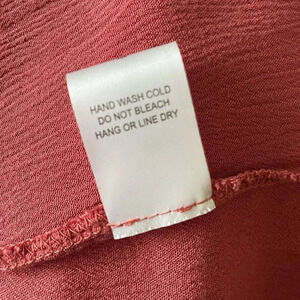 HAND WASH COLD
DO NOT BLEACH
HANG OR LINE DRY